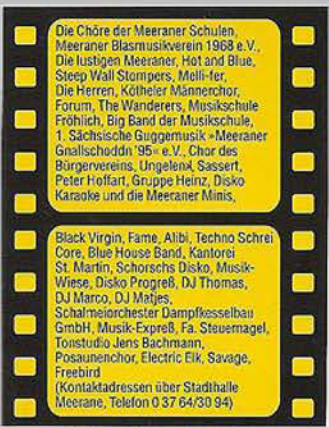 Die Chöre der Meeraner Schulen,
Meeraner Blasmusikverein 1968 e.V.,
Die lustigen Meeraner, Hot and Blue,
Steep Wall Stompers, Melli-fer,
Die Herren, Kötheler Männerchor,
Forum, The Wanderers, Musikschule
Fröhlich, Big Band der Musikschule,
1. Sächsische Guggemusik »Meeraner
Gnallschoddn '95« e.V., Chor des
Bürgervereins, Ungelenk, Sassert,
Peter Hoffart, Gruppe Heinz, Disko
Karaoke und die Meeraner Minis,
Black Virgin, Fame, Alibi, Techno Schrei
Core, Blue House Band, Kantorei
St. Martin, Schorschs Disko, Musik-
Wiese, Disko Progreß, DJ Thomas,
DJ Marco, DJ Matjes,
Schalmeiorchester Dampfkesselbau
GmbH, Musik-Expreß, Fa. Steuernagel,
Tonstudio Jens Bachmann,
Posaunenchor, Electric Elk, Savage,
Freebird
(Kontaktadressen über Stadthalle
Meerane, Telefon 0 37 64/30 94)